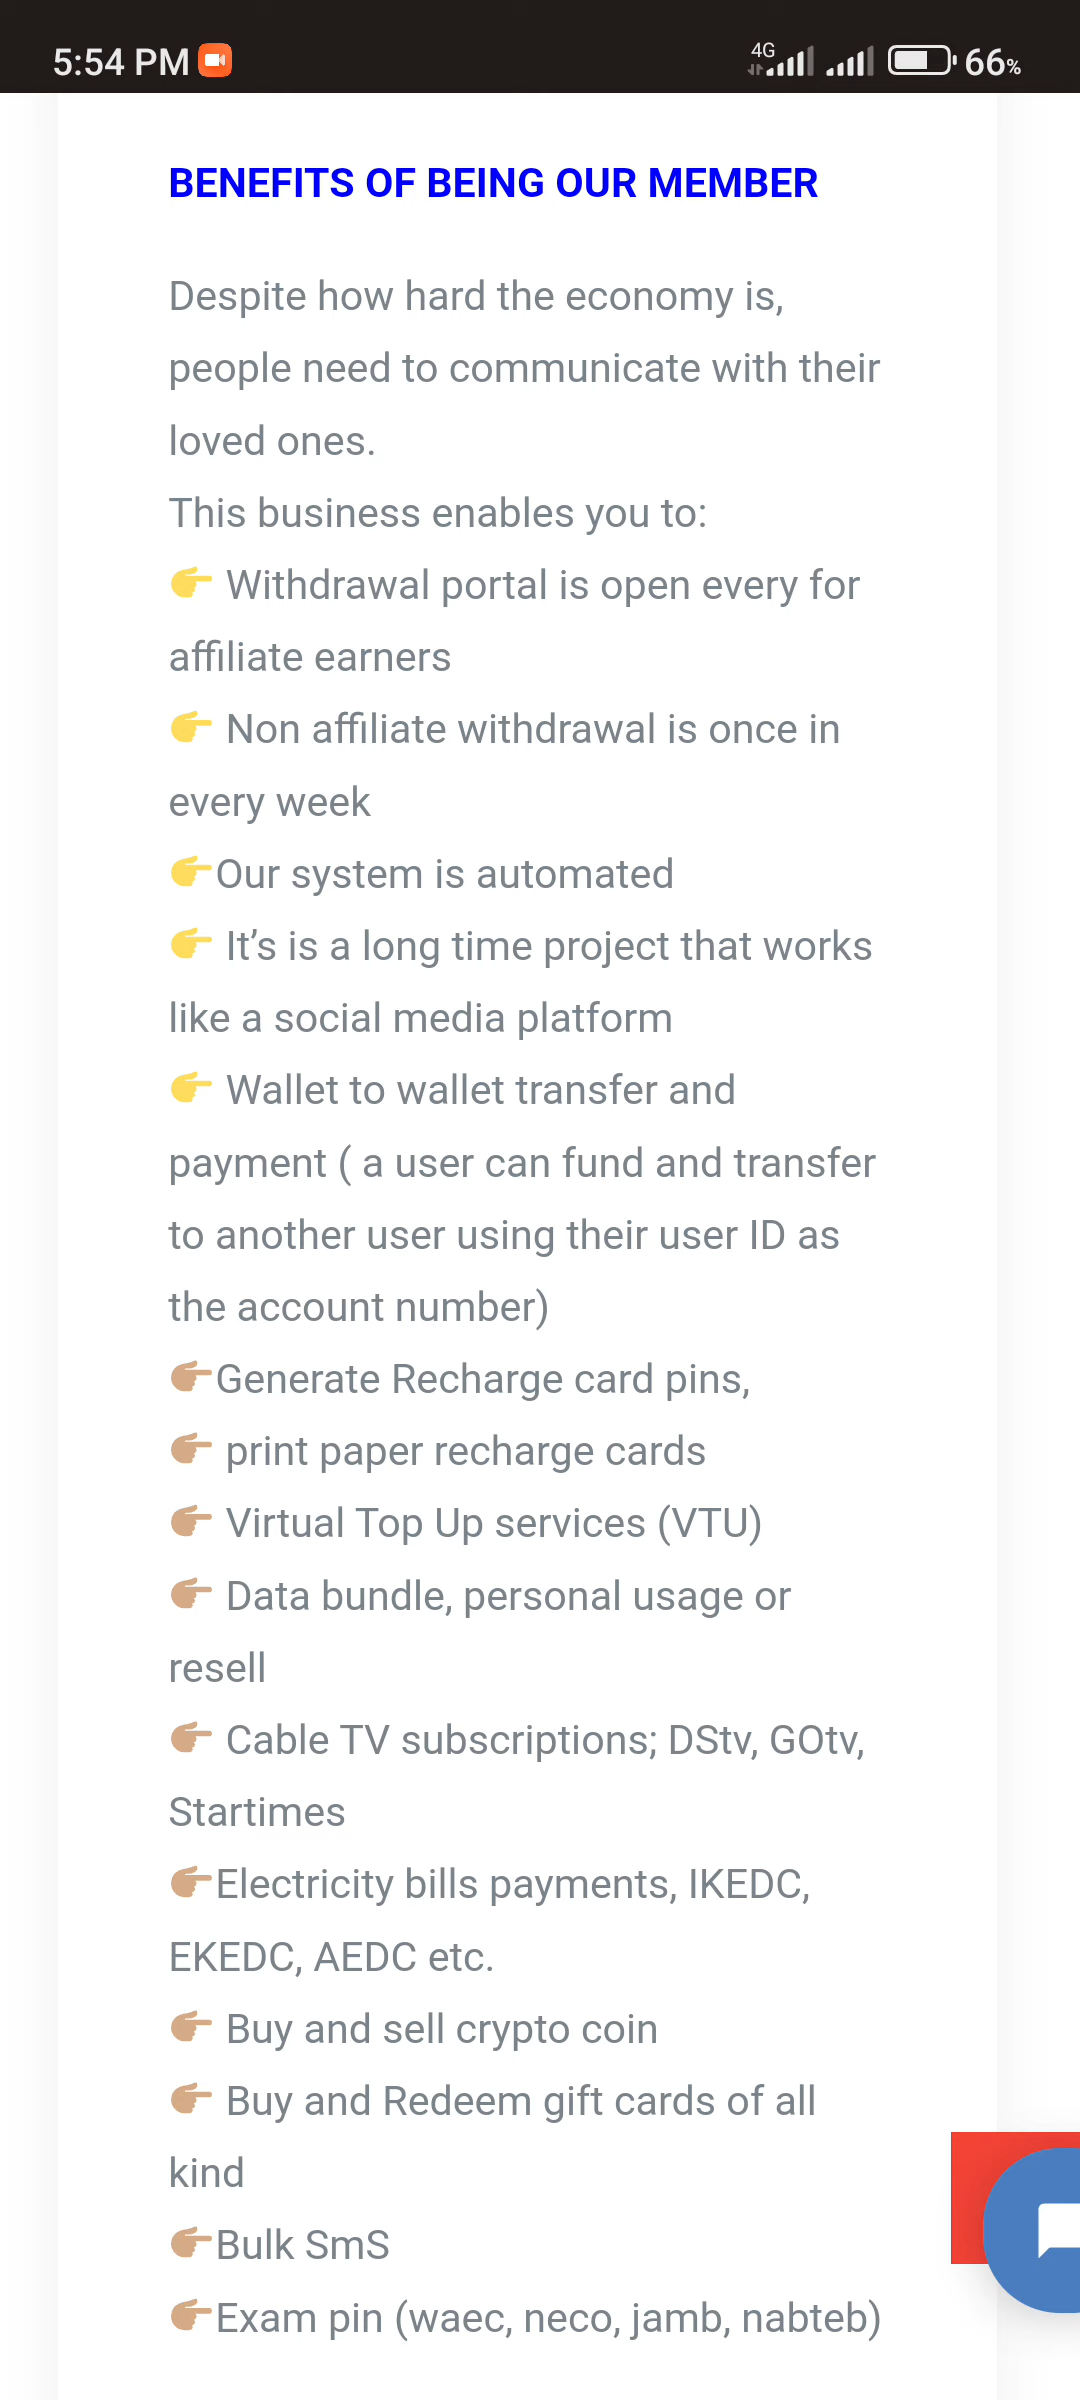 5:54 PM
4G
66%
BENEFITS OF BEING OUR MEMBER
Despite how hard the economy is,
people need to communicate with their
loved ones.
This business enables you to:
👉 Withdrawal portal is open every for
affiliate earners
👉 Non affiliate withdrawal is once in
every week
👉Our system is automated
👉 It’s is a long time project that works
like a social media platform
👉 Wallet to wallet transfer and
payment ( a user can fund and transfer
to another user using their user ID as
the account number)
👉🏽Generate Recharge card pins,
👉🏽 print paper recharge cards
👉🏽 Virtual Top Up services (VTU)
👉🏽 Data bundle, personal usage or
resell
👉🏽 Cable TV subscriptions; DStv, GOtv,
Startimes
👉🏽Electricity bills payments, IKEDC,
EKEDC, AEDC etc.
👉🏽 Buy and sell crypto coin
👉🏽 Buy and Redeem gift cards of all
kind
👉🏽Bulk SmS
👉🏽Exam pin (waec, neco, jamb, nabteb)